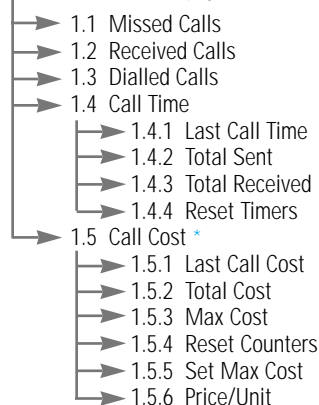 1.1 Missed Calls
1.2 Received Calls
1.3 Dialled Calls
1.4 Call Time
1.4.1 Last Call Time
1.4.2 Total Sent
1.4.3 Total Received
1.4.4 Reset Timers
1.5 Call Cost *
1.5.1 Last Call Cost
1.5.2 Total Cost
1.5.3 Max Cost
1.5.4 Reset Counters
1.5.5 Set Max Cost
1.5.6 Price/Unit